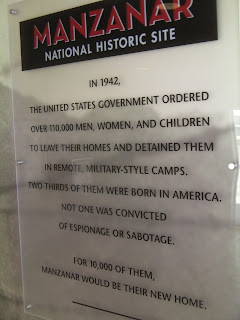 MANZANAR
NATIONAL HISTORIC SITE
IN 1942,
THE UNITED STATES GOVERNMENT ORDERED
OVER 110,000 MEN, WOMEN, AND CHILDREN
TO LEAVE THEIR HOMES AND DETAINED THEM
IN REMOTE, MILITARY-STYLE CAMPS.
TWO-THIRDS OF THEM WERE BORN IN AMERICA.
NOT ONE WAS CONVICTED
OF ESPIONAGE OR SABOTAGE.
FOR 10,000 OF THEM,
MANZANAR WOULD BE THEIR NEW HOME.